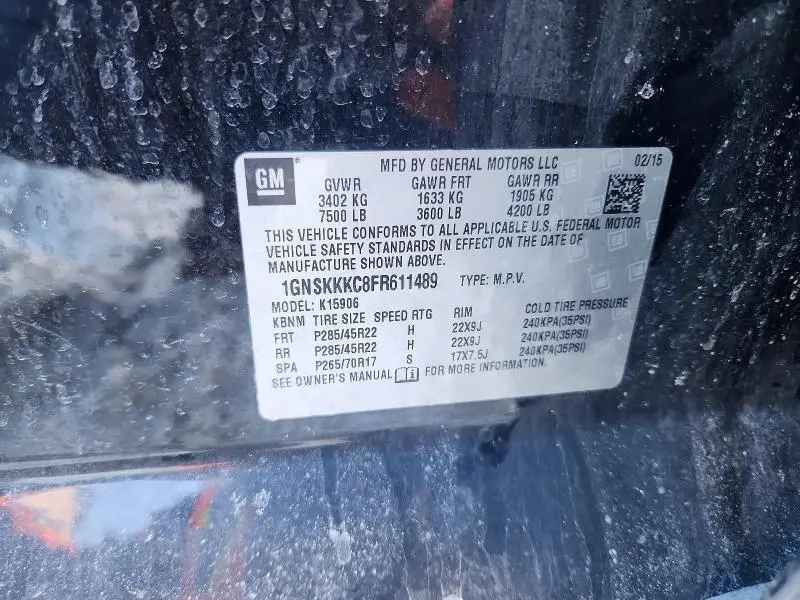 GM ® MFD BY GENERAL MOTORS LLC 02/15
GVWR GAWR FRT GAWR RR
3402 KG 1633 KG 1905 KG
7500 LB 3600 LB 4200 LB
THIS VEHICLE CONFORMS TO ALL APPLICABLE U.S. FEDERAL MOTOR
VEHICLE SAFETY STANDARDS IN EFFECT ON THE DATE OF
MANUFACTURE SHOWN ABOVE.
1GNSKKKC8FR611489 TYPE: M.P.V.
MODEL: K15906
KBNM TIRE SIZE SPEED RTG RIM COLD TIRE PRESSURE
FRT P285/45R22 H 22X9J 240KPA(35PSI)
RR P285/45R22 H 22X9J 240KPA(35PSI)
SPA P265/70R17 S 17X7.5J 240KPA(35PSI)
SEE OWNER'S MANUAL FOR MORE INFORMATION.